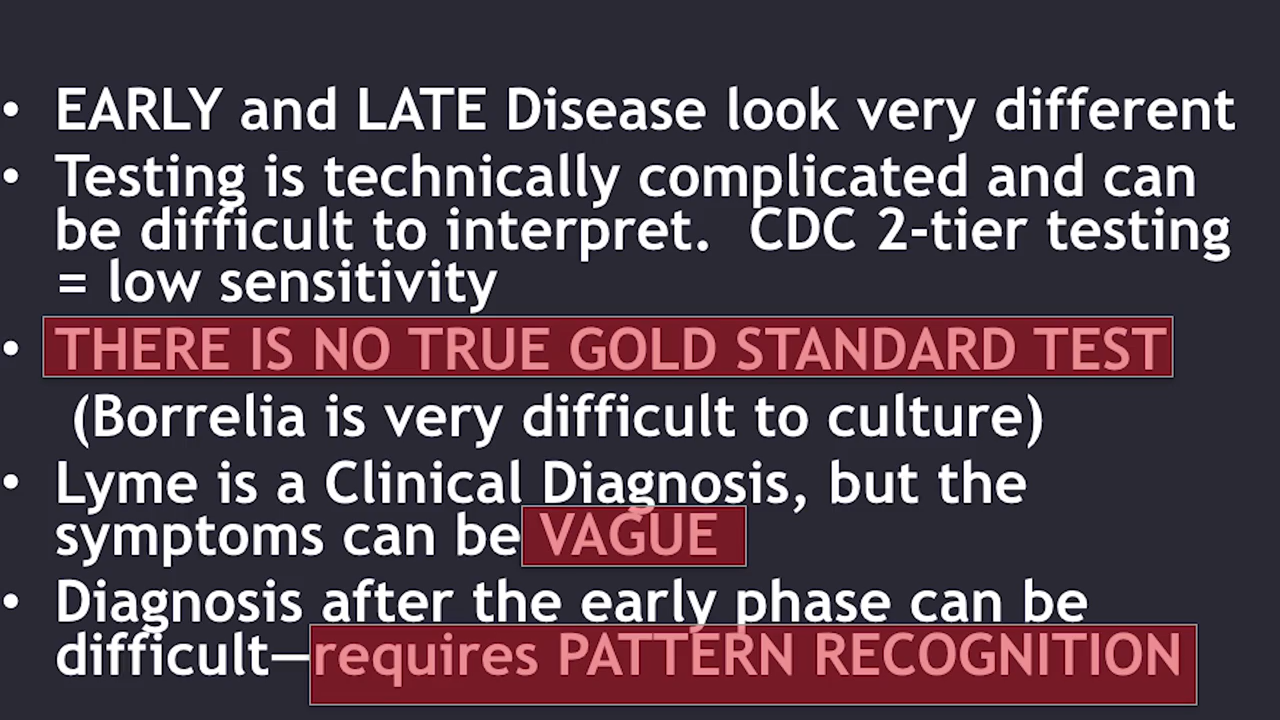 • EARLY and LATE Disease look very different
• Testing is technically complicated and can
be difficult to interpret.  CDC 2-tier testing
= low sensitivity
• THERE IS NO TRUE GOLD STANDARD TEST
(Borrelia is very difficult to culture)
• Lyme is a Clinical Diagnosis, but the
symptoms can be VAGUE
• Diagnosis after the early phase can be
difficult—requires PATTERN RECOGNITION